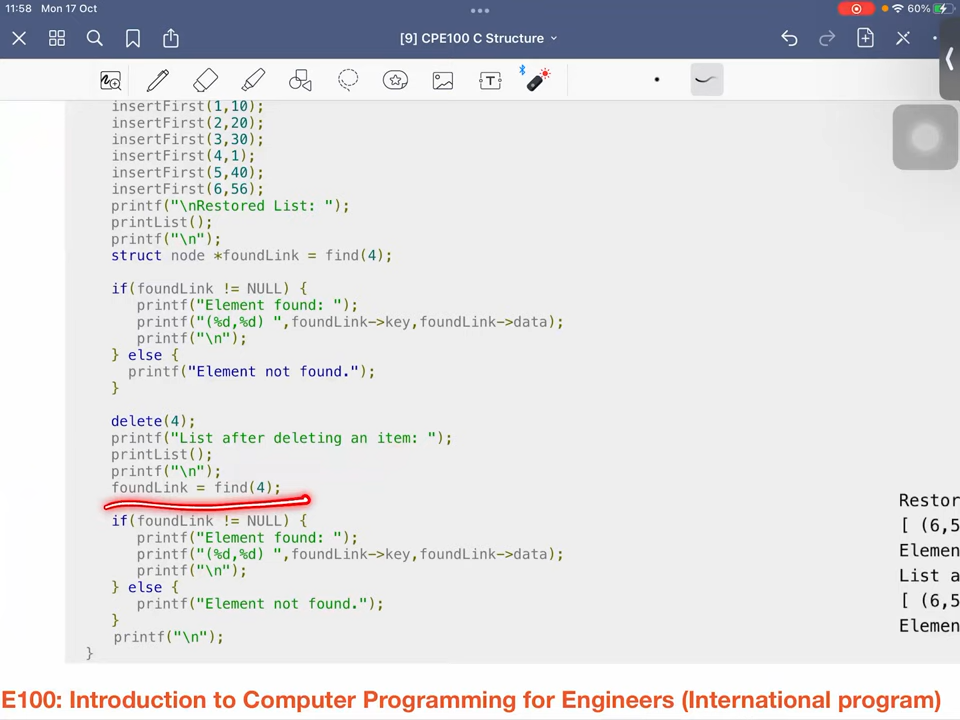 11:58 Mon 17 Oct
60%
[9] CPE100 C Structure
T
insertFirst(1,10);
insertFirst(2,20);
insertFirst(3,30);
insertFirst(4,1);
insertFirst(5,40);
insertFirst(6,56);
printf("\nRestored List: ");
printList();
printf("\n");
struct node *foundLink = find(4);
if(foundLink != NULL) {
printf("Element found: ");
printf("(%d,%d) ",foundLink->key,foundLink->data);
printf("\n");
} else {
printf("Element not found.");
}
delete(4);
printf("List after deleting an item: ");
printList();
printf("\n");
foundLink = find(4);
if(foundLink != NULL) {
printf("Element found: ");
printf("(%d,%d) ",foundLink->key,foundLink->data);
printf("\n");
} else {
printf("Element not found.");
}
printf("\n");
}
Restor
[ (6,5
Elemen
List a
[ (6,5
Elemen
E100: Introduction to Computer Programming for Engineers (International program)